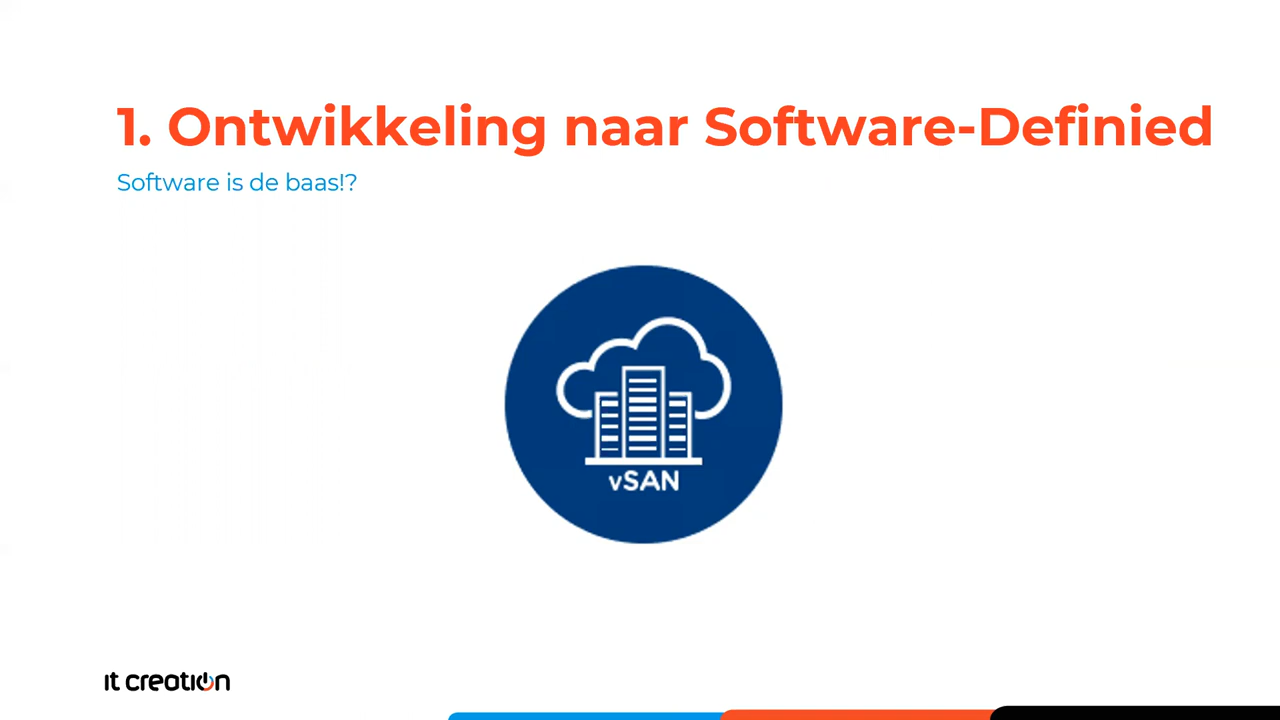 1. Ontwikkeling naar Software-Definied
Software is de baas!?
vSAN
it creation